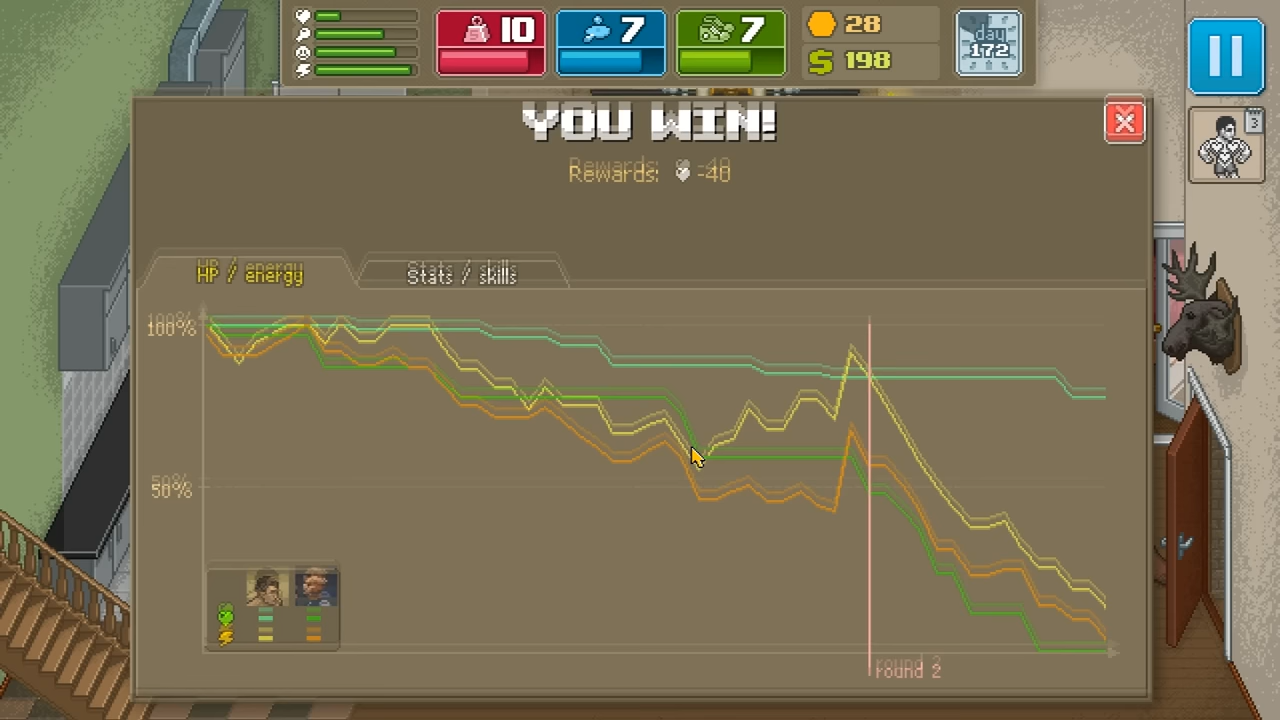 10
7
7
28
198
day
172
3
YOU WIN!
Rewards: -40
HP / energy
Stats / skills
100%
50%
round 2